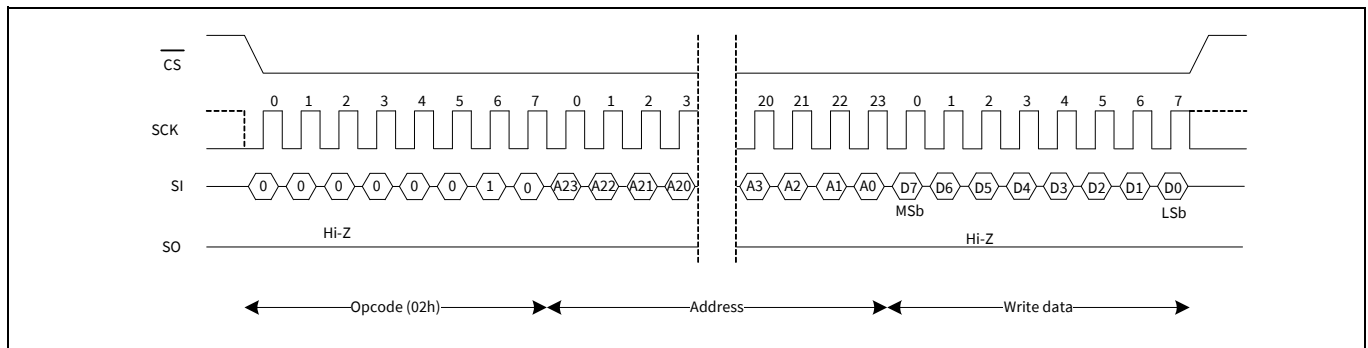 CS
0 1 2 3 4 5 6 7 0 1 2 3 20 21 22 23 0 1 2 3 4 5 6 7
SCK
SI 0 0 0 0 0 0 1 0 A23 A22 A21 A20 A3 A2 A1 A0 D7 D6 D5 D4 D3 D2 D1 D0
MSb LSb
Hi-Z Hi-Z
SO
Opcode (02h) Address Write data